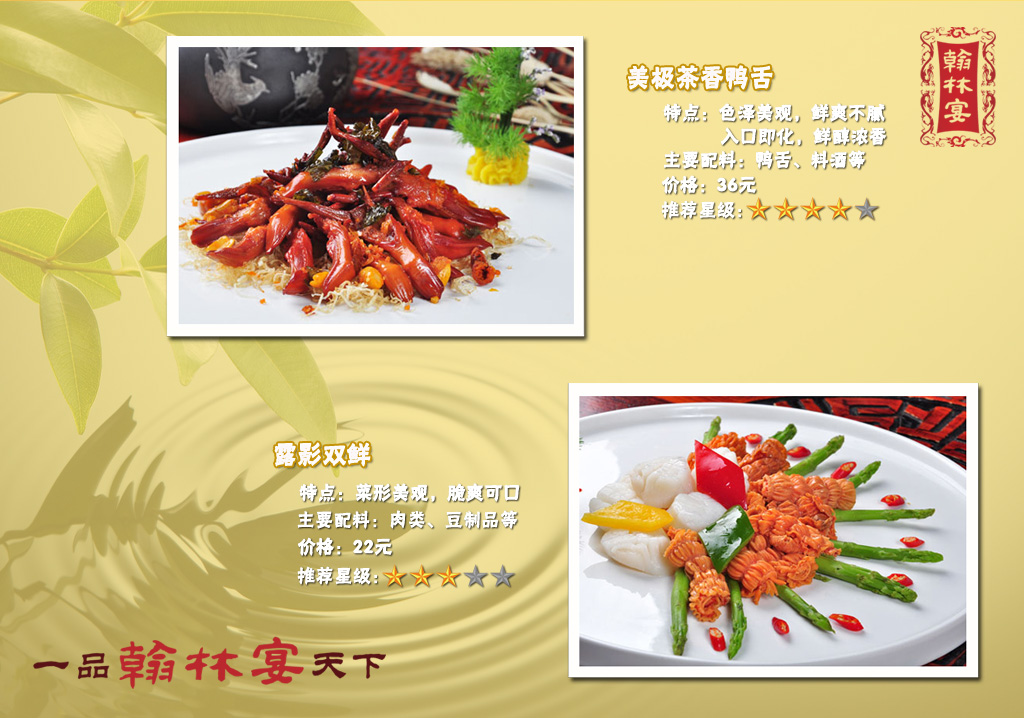 美极茶香鸭舌
特点：色泽美观，鲜爽不腻
入口即化，鲜醇浓香
主要配料：鸭舌、料酒等
价格：36元
推荐星级：
翰林宴
露影双鲜
特点：菜形美观，脆爽可口
主要配料：肉类、豆制品等
价格：22元
推荐星级：
一品翰林宴天下